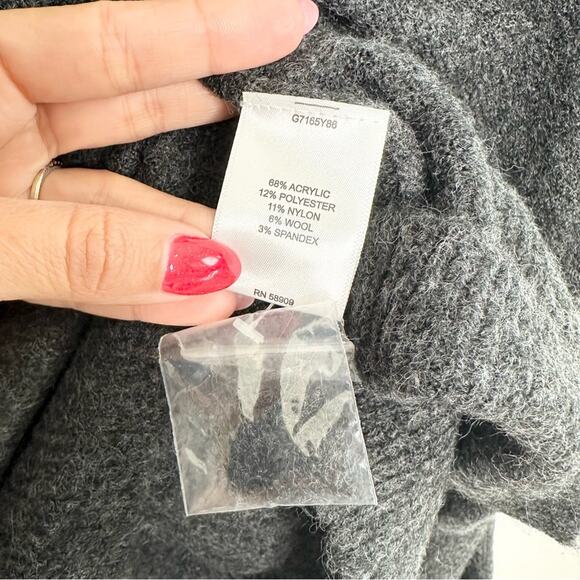 G7165Y86
68% ACRYLIC
12% POLYESTER
11% NYLON
6% WOOL
3% SPANDEX
RN 58909